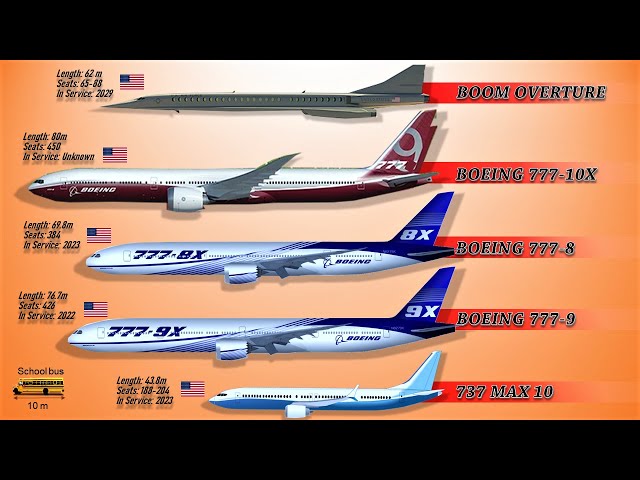 Length: 62 m
Seats: 65-88
In Service: 2029
BOOM OVERTURE
Length: 80m
Seats: 450
In Service: Unknown
9
777
BOEING
BOEING 777-10X
Length: 69.8m
Seats: 384
In Service: 2023
8X
777-8X
BOEING
BOEING 777-8
Length: 76.7m
Seats: 426
In Service: 2022
9X
777-9X
BOEING
BOEING 777-9
School bus
10 m
Length: 43.8m
Seats: 188-204
In Service: 2023
737 MAX 10